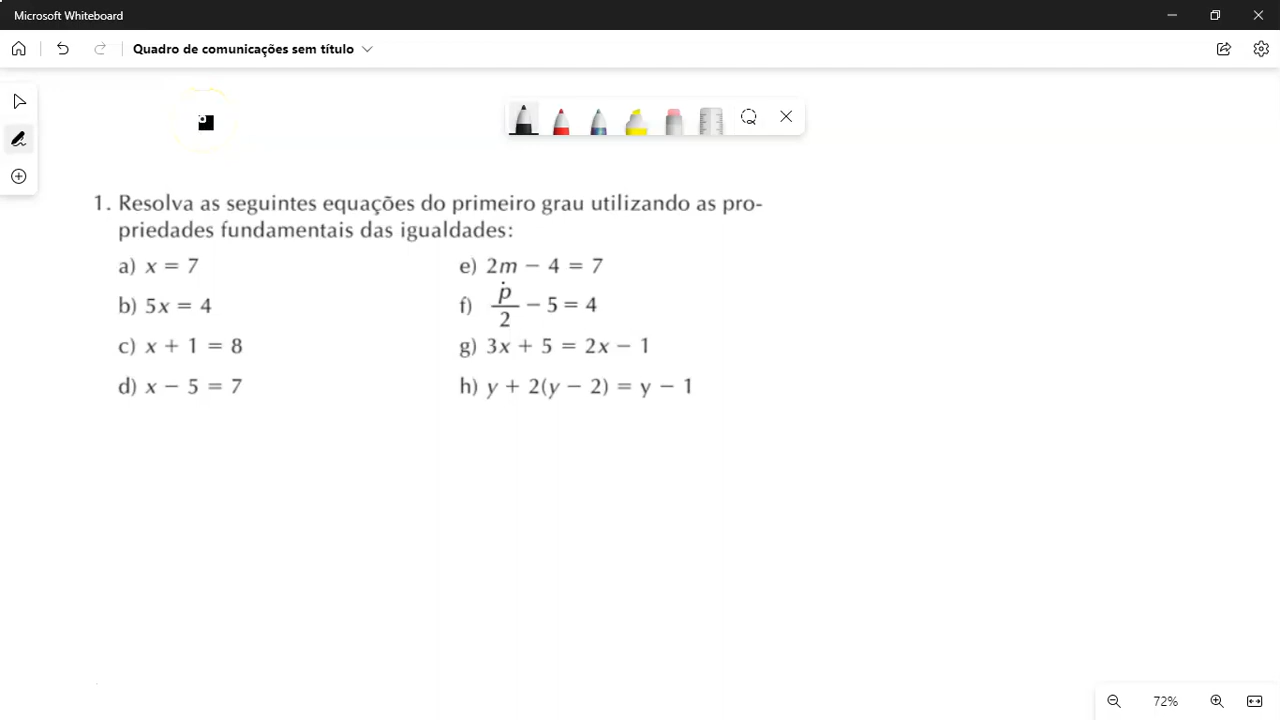 Microsoft Whiteboard
Quadro de comunicações sem título
1. Resolva as seguintes equações do primeiro grau utilizando as pro-
priedades fundamentais das igualdades:
a) x = 7
b) 5x = 4
c) x + 1 = 8
d) x − 5 = 7
e) 2m − 4 = 7
f) p/2 − 5 = 4
g) 3x + 5 = 2x − 1
h) y + 2(y − 2) = y − 1
72%